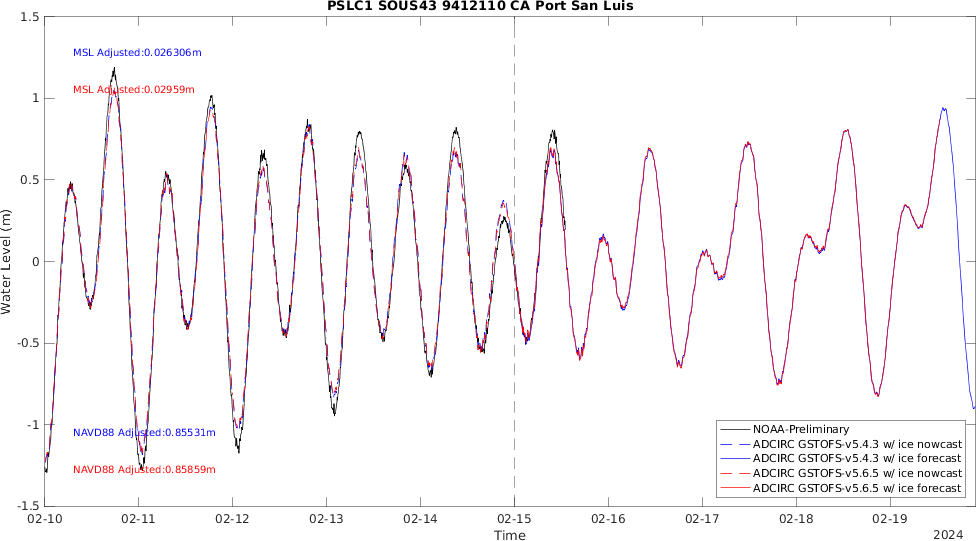 PSLC1 SOUS43 9412110 CA Port San Luis
1.5
MSL Adjusted:0.026306m
1
MSL Adjusted:0.02959m
0.5
Water Level (m)
0
-0.5
-1
NAVD88 Adjusted:0.85531m
NAVD88 Adjusted:0.85859m
-1.5
NOAA-Preliminary
ADCIRC GSTOFS-v5.4.3 w/ ice nowcast
ADCIRC GSTOFS-v5.4.3 w/ ice forecast
ADCIRC GSTOFS-v5.6.5 w/ ice nowcast
ADCIRC GSTOFS-v5.6.5 w/ ice forecast
02-10 02-11 02-12 02-13 02-14 02-15 02-16 02-17 02-18 02-19
Time
2024